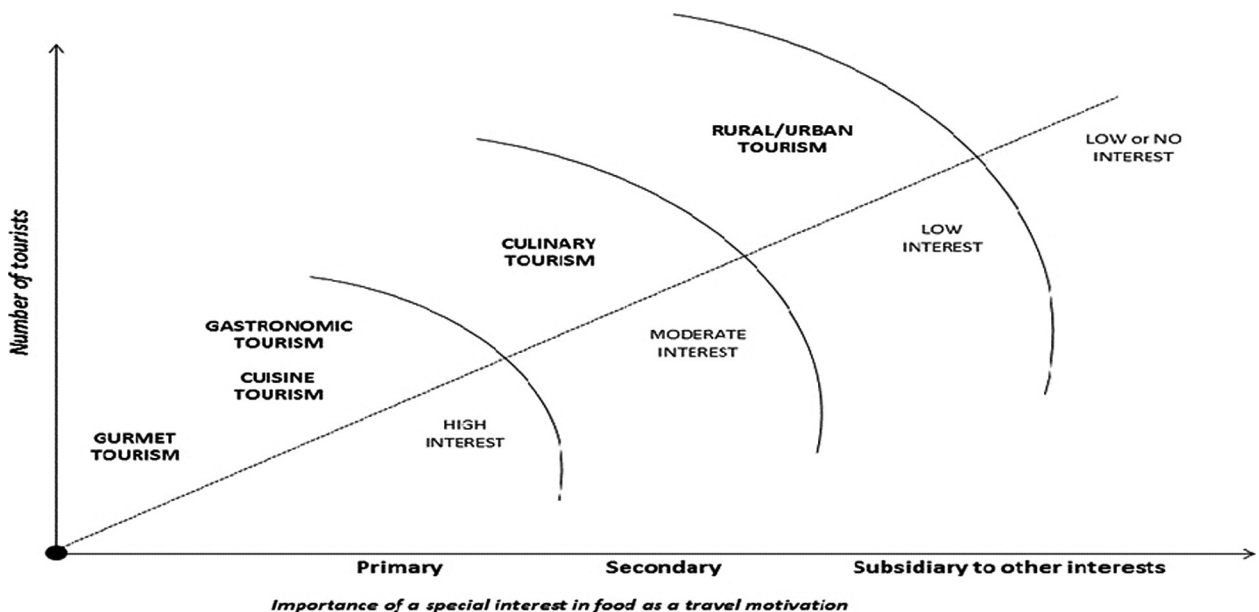 RURAL/URBAN
TOURISM
LOW or NO
INTEREST
LOW
INTEREST
CULINARY
TOURISM
MODERATE
INTEREST
GASTRONOMIC
TOURISM
CUISINE
TOURISM
HIGH
INTEREST
GURMET
TOURISM
Number of tourists
Primary
Secondary
Subsidiary to other interests
Importance of a special interest in food as a travel motivation